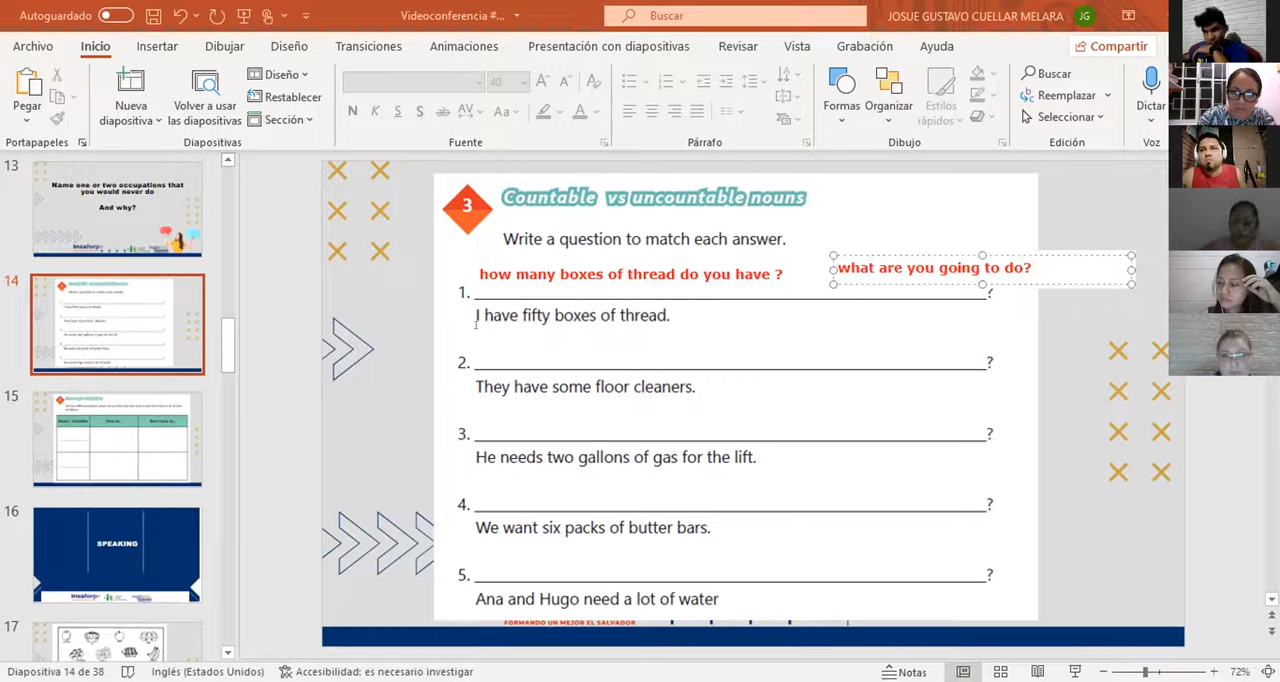 Autoguardado
Videoconferencia #...
Buscar
JOSUE GUSTAVO CUELLAR MELARA
JG
Archivo
Inicio
Insertar
Dibujar
Diseño
Transiciones
Animaciones
Presentación con diapositivas
Revisar
Vista
Grabación
Ayuda
Compartir
Pegar
Nueva diapositiva
Volver a usar las diapositivas
Diseño
Restablecer
Sección
40
Formas
Organizar
Estilos rápidos
Buscar
Reemplazar
Seleccionar
Dictar
Portapapeles
Diapositivas
Fuente
Párrafo
Dibujo
Edición
Voz
13
Name one or two occupations that
you would never do
And why?
Insaforp
14
15
16
SPEAKING
Insaforp
17
3
Countable vs uncountable nouns
Write a question to match each answer.
how many boxes of thread do you have ?
what are you going to do?
1. ?
I have fifty boxes of thread.
2. ?
They have some floor cleaners.
3. ?
He needs two gallons of gas for the lift.
4. ?
We want six packs of butter bars.
5. ?
Ana and Hugo need a lot of water
FORMANDO UN MEJOR EL SALVADOR
Diapositiva 14 de 38
Inglés (Estados Unidos)
Accesibilidad: es necesario investigar
Notas
72%